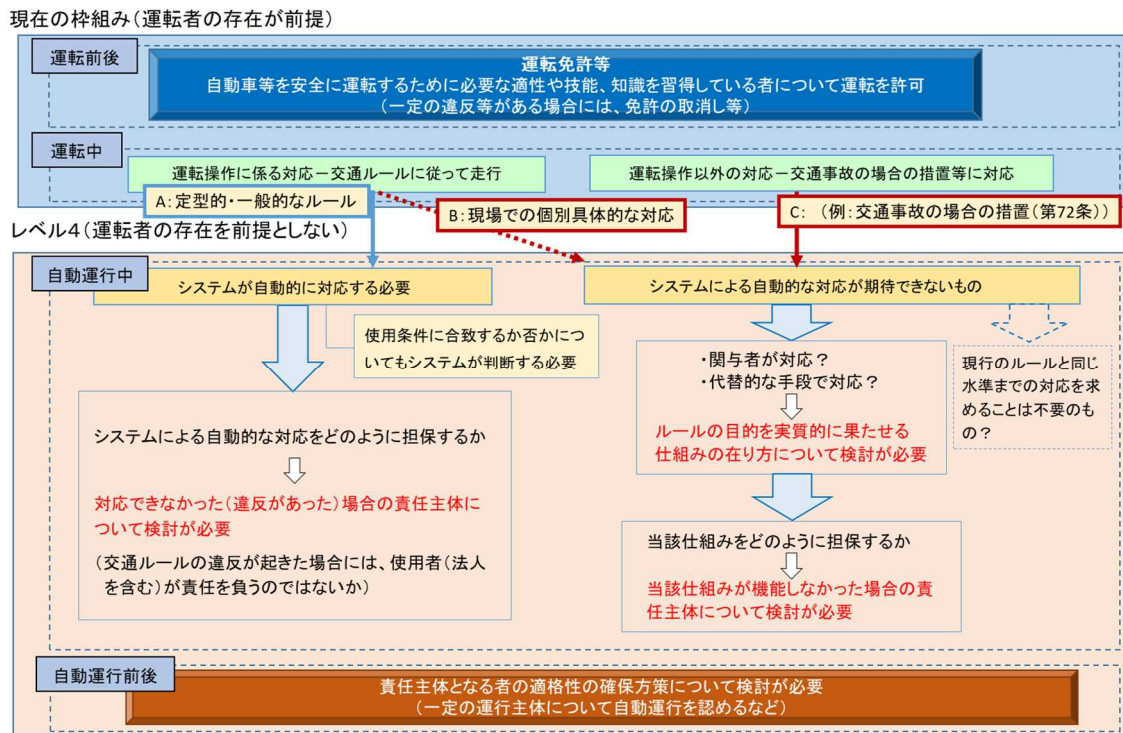 現在の枠組み（運転者の存在が前提）
運転前後
運転免許等
自動車等を安全に運転するために必要な適性や技能、知識を習得している者について運転を許可
（一定の違反等がある場合には、免許の取消し等）
運転中
運転操作に係る対応－交通ルールに従って走行
運転操作以外の対応－交通事故の場合の措置等に対応
A：定型的・一般的なルール
B：現場での個別具体的な対応
C：（例：交通事故の場合の措置（第72条））
レベル４（運転者の存在を前提としない）
自動運行中
システムが自動的に対応する必要
システムによる自動的な対応が期待できないもの
使用条件に合致するか否かに
ついてもシステムが判断する必要
・関与者が対応？
・代替的な手段で対応？
現行のルールと同じ
水準までの対応を求
めることは不要のも
の？
ルールの目的を実質的に果たせる
仕組みの在り方について検討が必要
システムによる自動的な対応をどのように担保するか
対応できなかった（違反があった）場合の責任主体に
ついて検討が必要
（交通ルールの違反が起きた場合には、使用者（法人
を含む）が責任を負うのではないか）
当該仕組みをどのように担保するか
当該仕組みが機能しなかった場合の責
任主体について検討が必要
自動運行前後
責任主体となる者の適格性の確保方策について検討が必要
（一定の運行主体について自動運行を認めるなど）